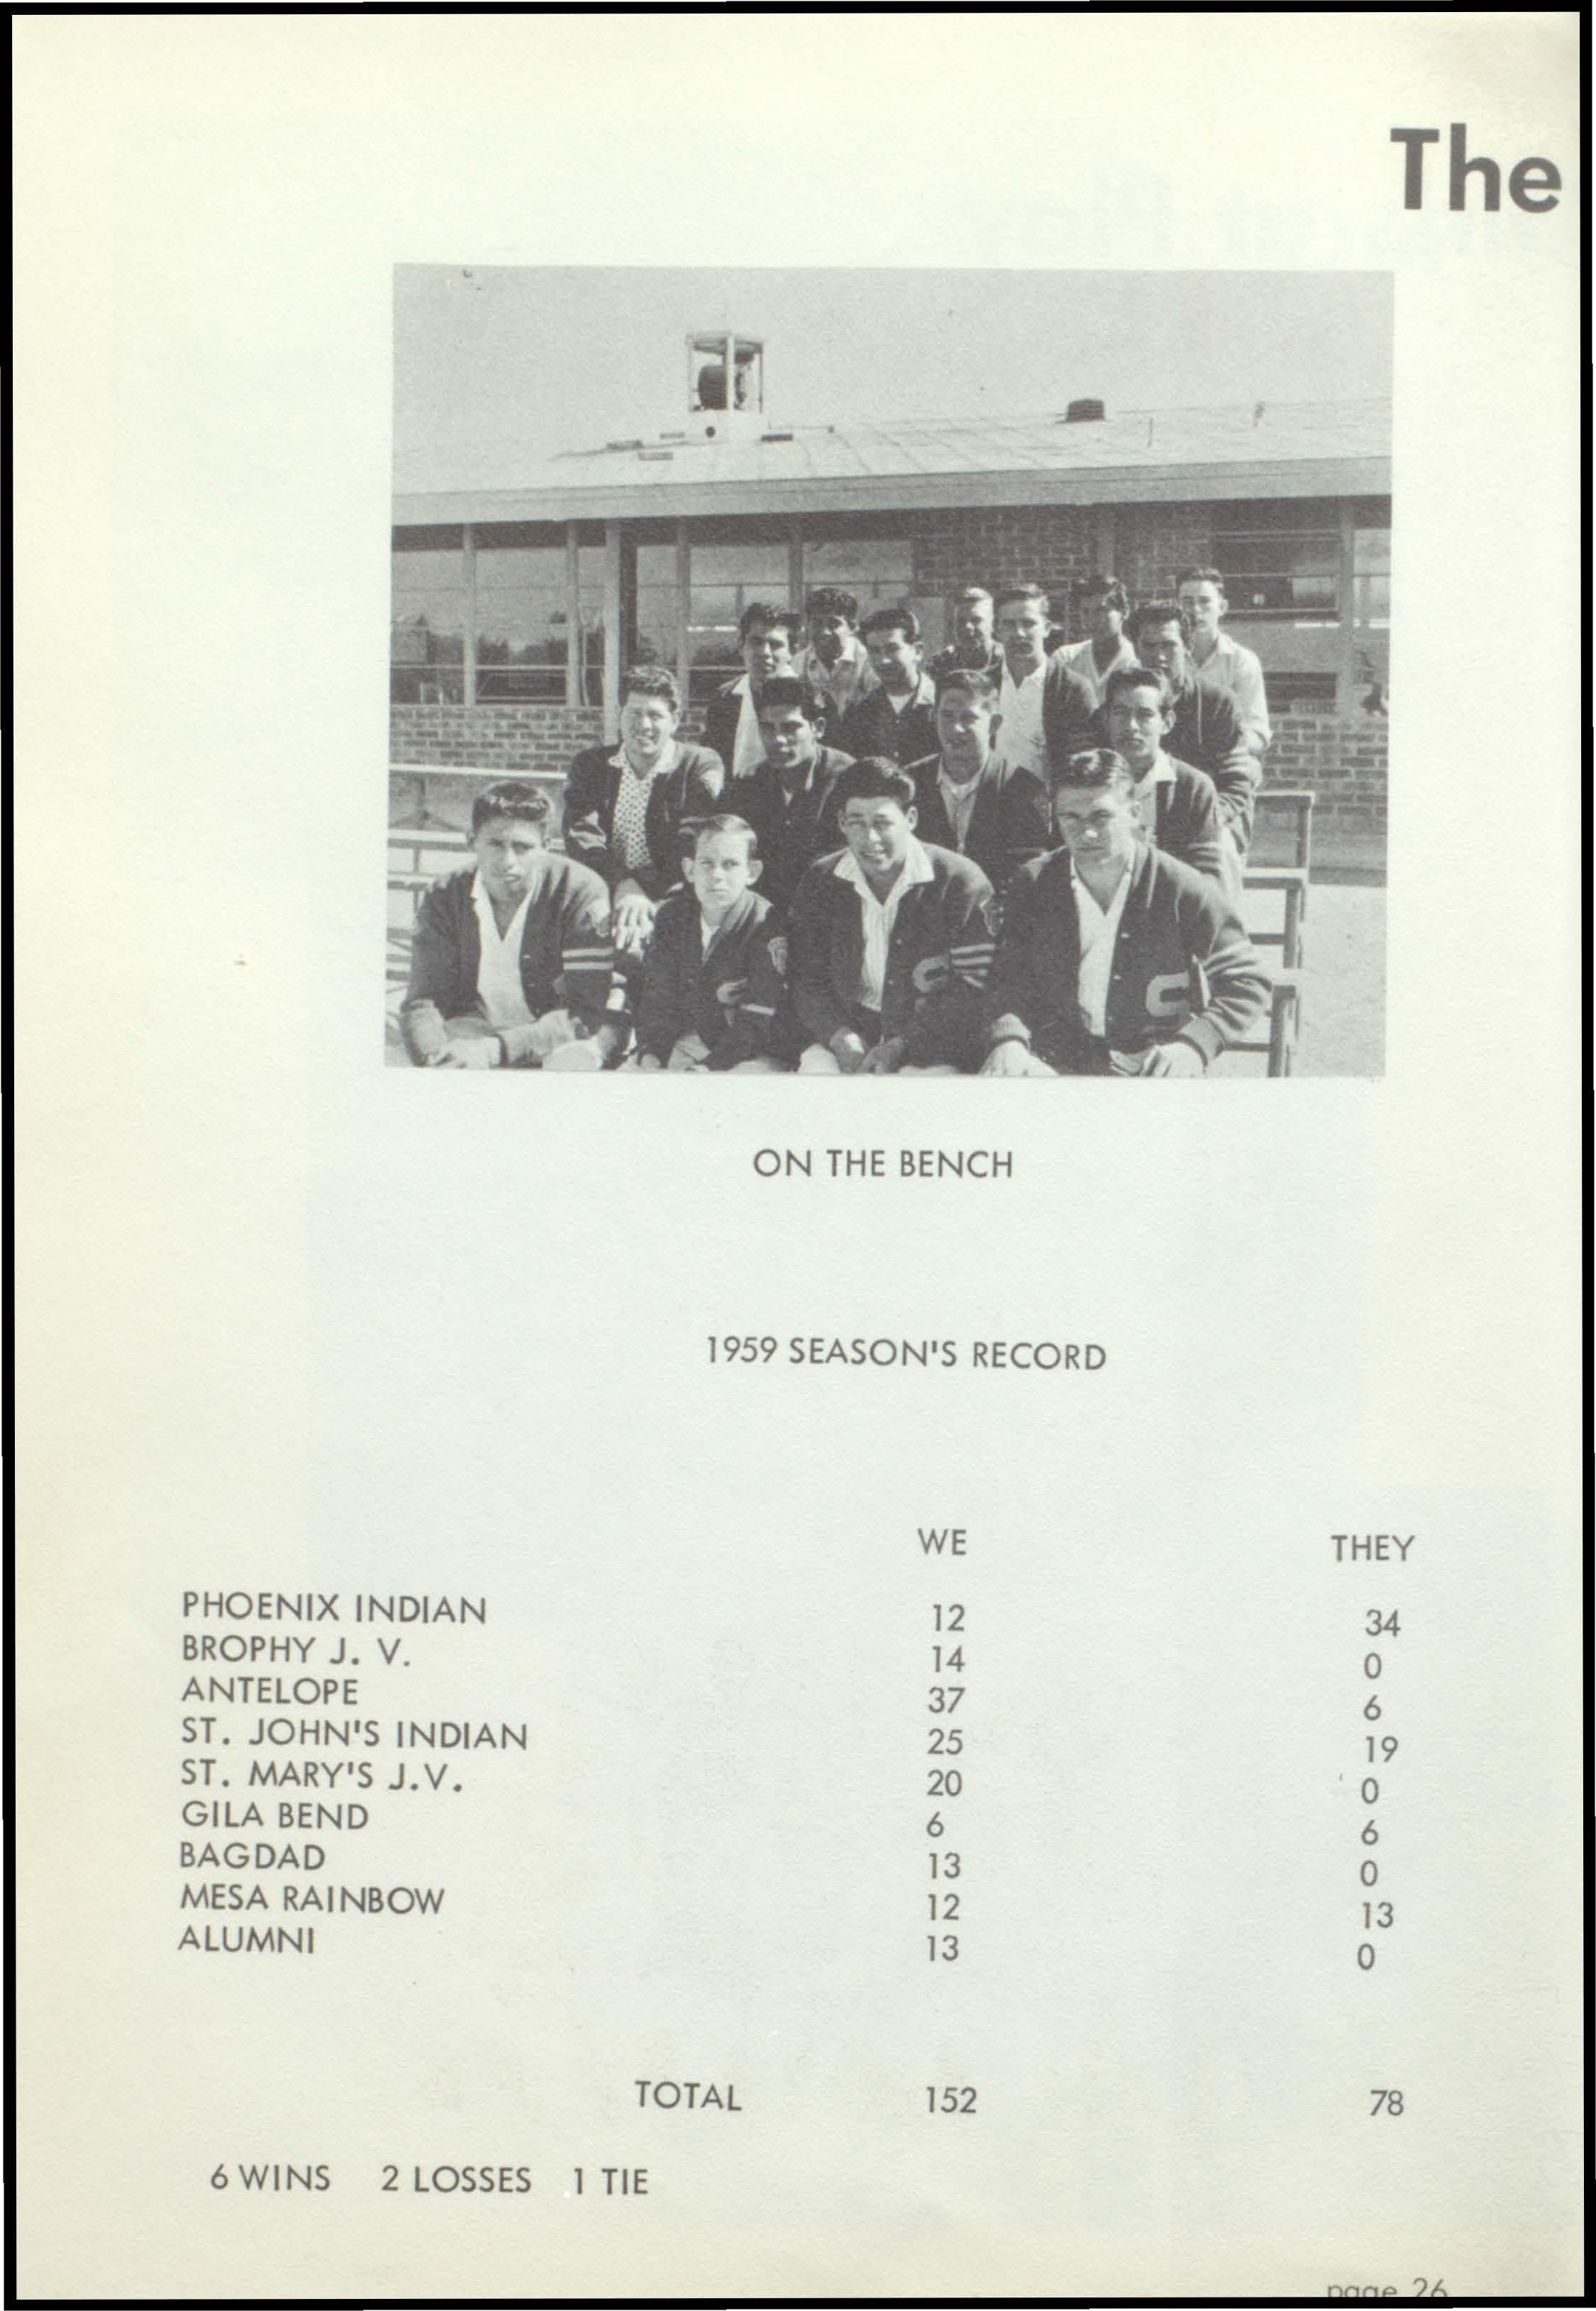 The
ON THE BENCH
1959 SEASON'S RECORD
WE THEY
PHOENIX INDIAN 12 34
BROPHY J. V. 14 0
ANTELOPE 37 6
ST. JOHN'S INDIAN 25 19
ST. MARY'S J.V. 20 0
GILA BEND 6 6
BAGDAD 13 0
MESA RAINBOW 12 13
ALUMNI 13 0
TOTAL 152 78
6 WINS 2 LOSSES 1 TIE
page 26